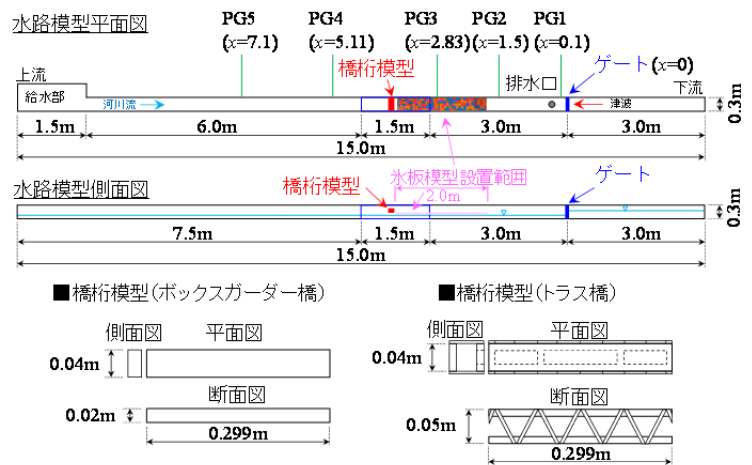 水路模型平面図
PG5 PG4 PG3 PG2 PG1
(x=7.1) (x=5.11) (x=2.83) (x=1.5) (x=0.1)
橋桁模型 排水口 ゲート(x=0)
上流 下流
給水部 河川流 津波 0.3m
1.5m 6.0m 1.5m 3.0m 3.0m
15.0m
氷板模型設置範囲
水路模型側面図 橋桁模型 ゲート
2.0m
0.3m
7.5m 1.5m 3.0m 3.0m
15.0m
■橋桁模型(ボックスガーダー橋)
側面図 平面図
0.04m
断面図
0.02m
0.299m
■橋桁模型(トラス橋)
側面図 平面図
0.04m
断面図
0.05m
0.299m